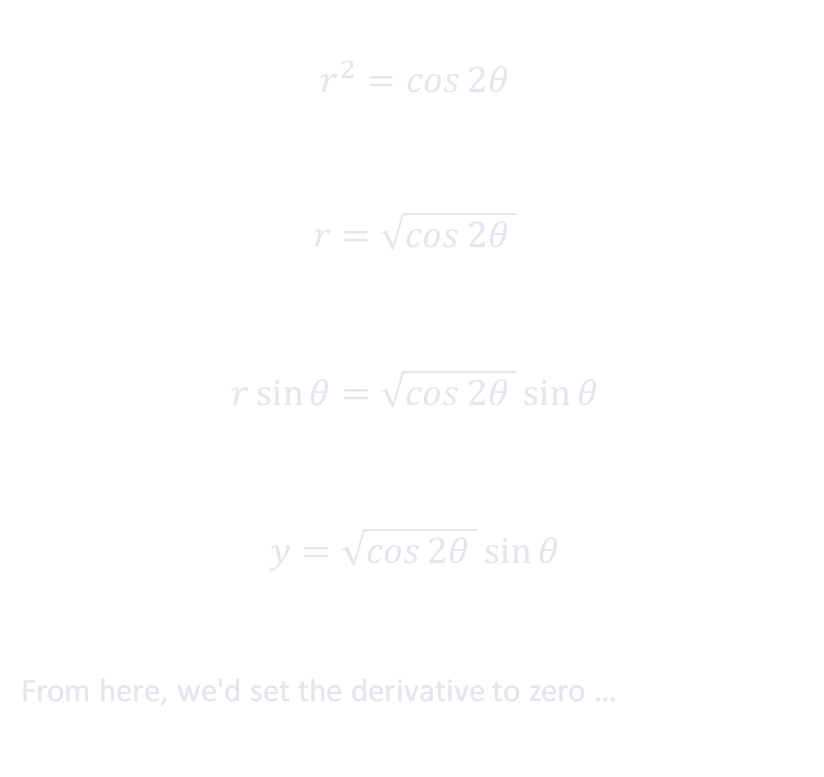 r² = cos 2θ
r = √(cos 2θ)
r sin θ = √(cos 2θ) sin θ
y = √(cos 2θ) sin θ
From here, we'd set the derivative to zero ...